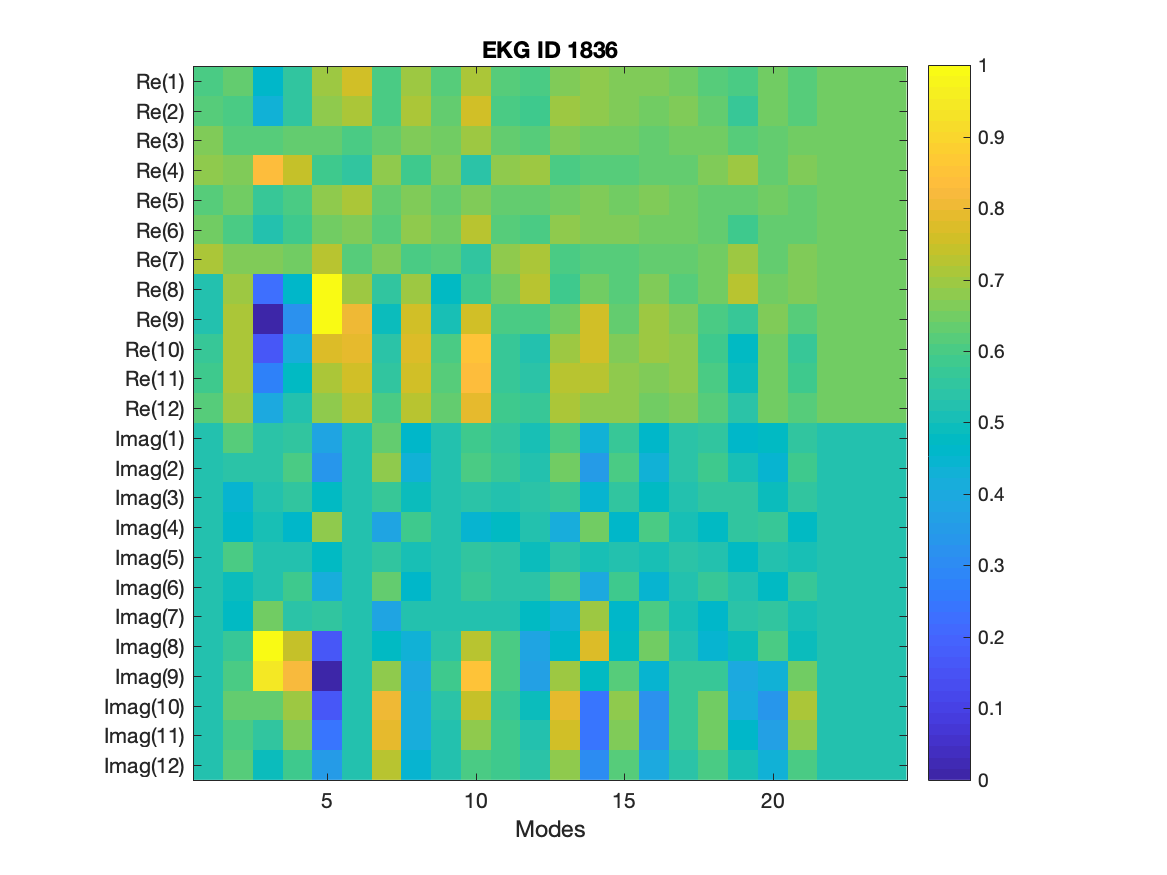 EKG ID 1836
Re(1)
Re(2)
Re(3)
Re(4)
Re(5)
Re(6)
Re(7)
Re(8)
Re(9)
Re(10)
Re(11)
Re(12)
Imag(1)
Imag(2)
Imag(3)
Imag(4)
Imag(5)
Imag(6)
Imag(7)
Imag(8)
Imag(9)
Imag(10)
Imag(11)
Imag(12)
5 10 15 20
Modes
1
0.9
0.8
0.7
0.6
0.5
0.4
0.3
0.2
0.1
0